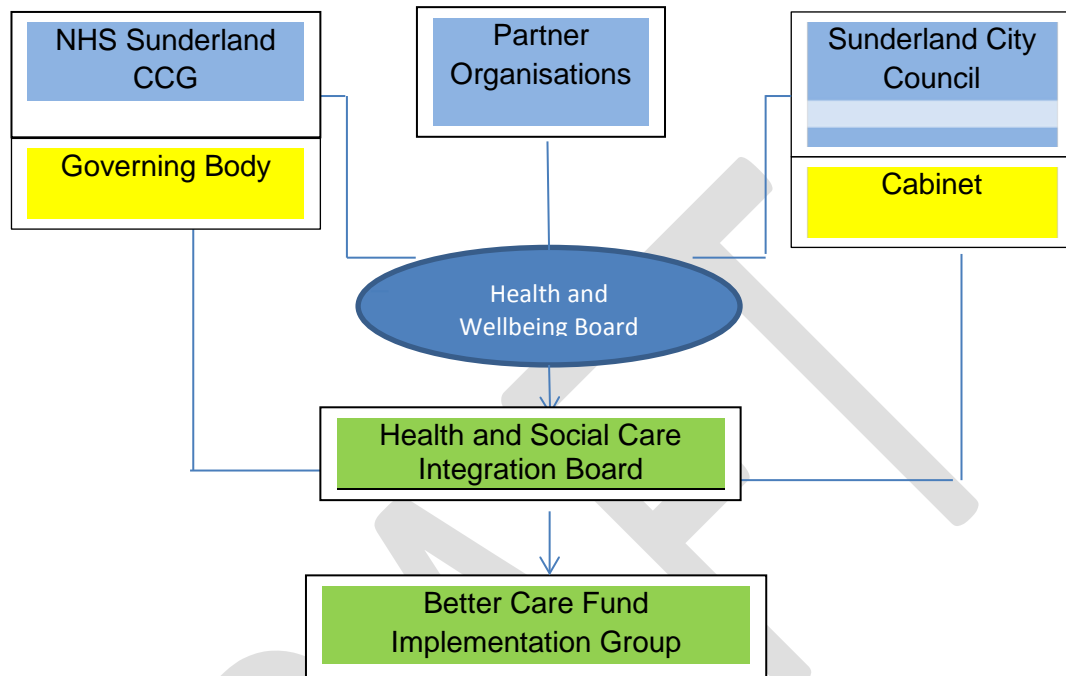 NHS Sunderland
CCG
Partner
Organisations
Sunderland City
Council
Governing Body
Cabinet
Health and
Wellbeing Board
Health and Social Care
Integration Board
Better Care Fund
Implementation Group